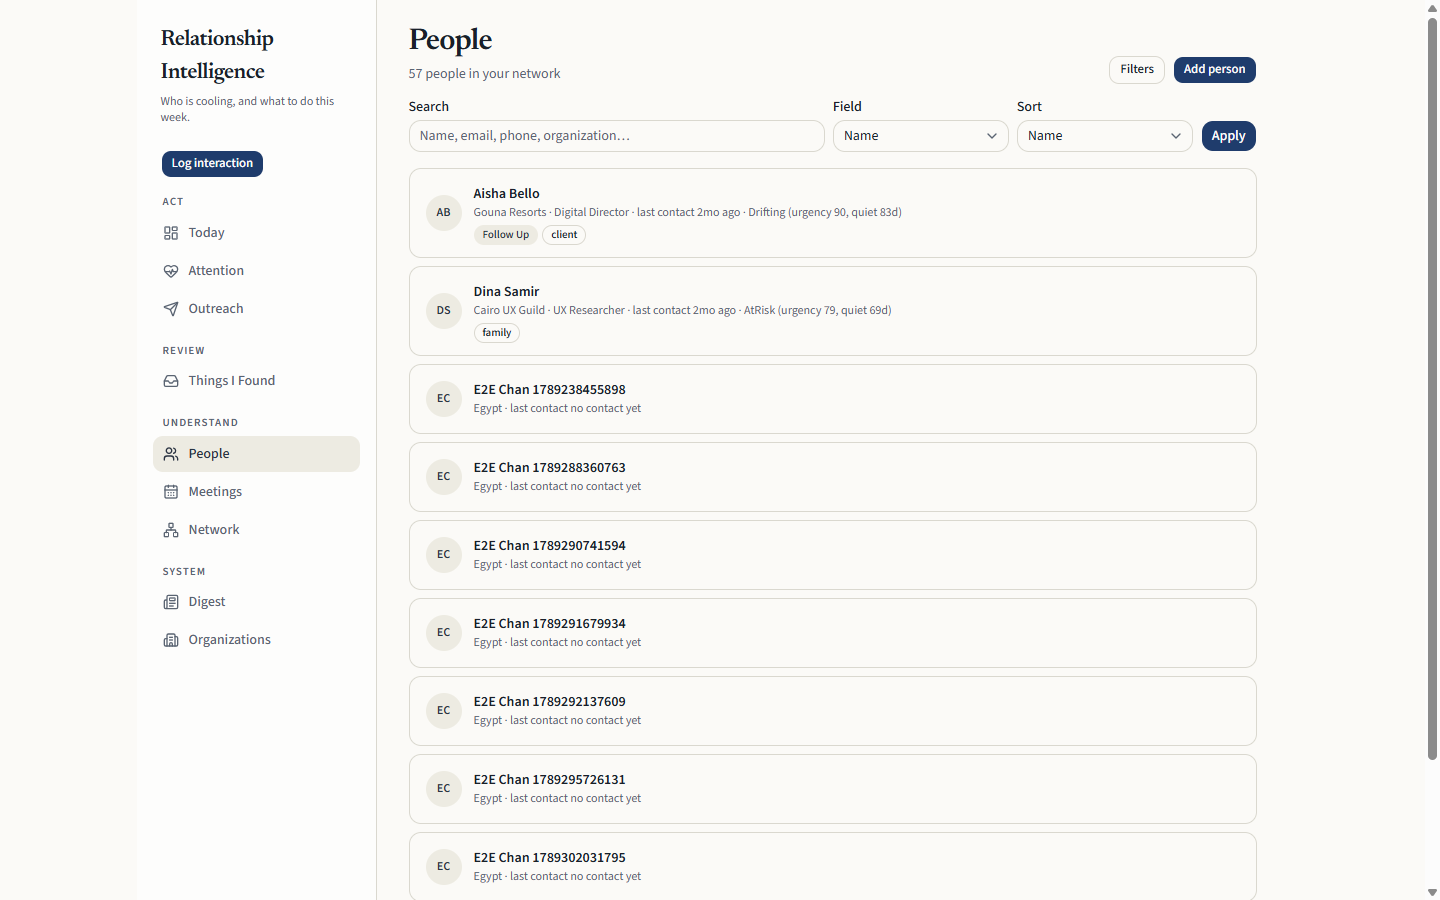 Relationship
Intelligence
Who is cooling, and what to do this
week.
Log interaction
ACT
Today
Attention
Outreach
REVIEW
Things I Found
UNDERSTAND
People
Meetings
Network
SYSTEM
Digest
Organizations
People
57 people in your network
Filters
Add person
Search
Field
Sort
Name, email, phone, organization…
Name
Name
Apply
AB
Aisha Bello
Gouna Resorts · Digital Director · last contact 2mo ago · Drifting (urgency 90, quiet 83d)
Follow Up
client
DS
Dina Samir
Cairo UX Guild · UX Researcher · last contact 2mo ago · AtRisk (urgency 79, quiet 69d)
family
EC
E2E Chan 1789238455898
Egypt · last contact no contact yet
EC
E2E Chan 1789288360763
Egypt · last contact no contact yet
EC
E2E Chan 1789290741594
Egypt · last contact no contact yet
EC
E2E Chan 1789291679934
Egypt · last contact no contact yet
EC
E2E Chan 1789292137609
Egypt · last contact no contact yet
EC
E2E Chan 1789295726131
Egypt · last contact no contact yet
EC
E2E Chan 1789302031795
Egypt · last contact no contact yet